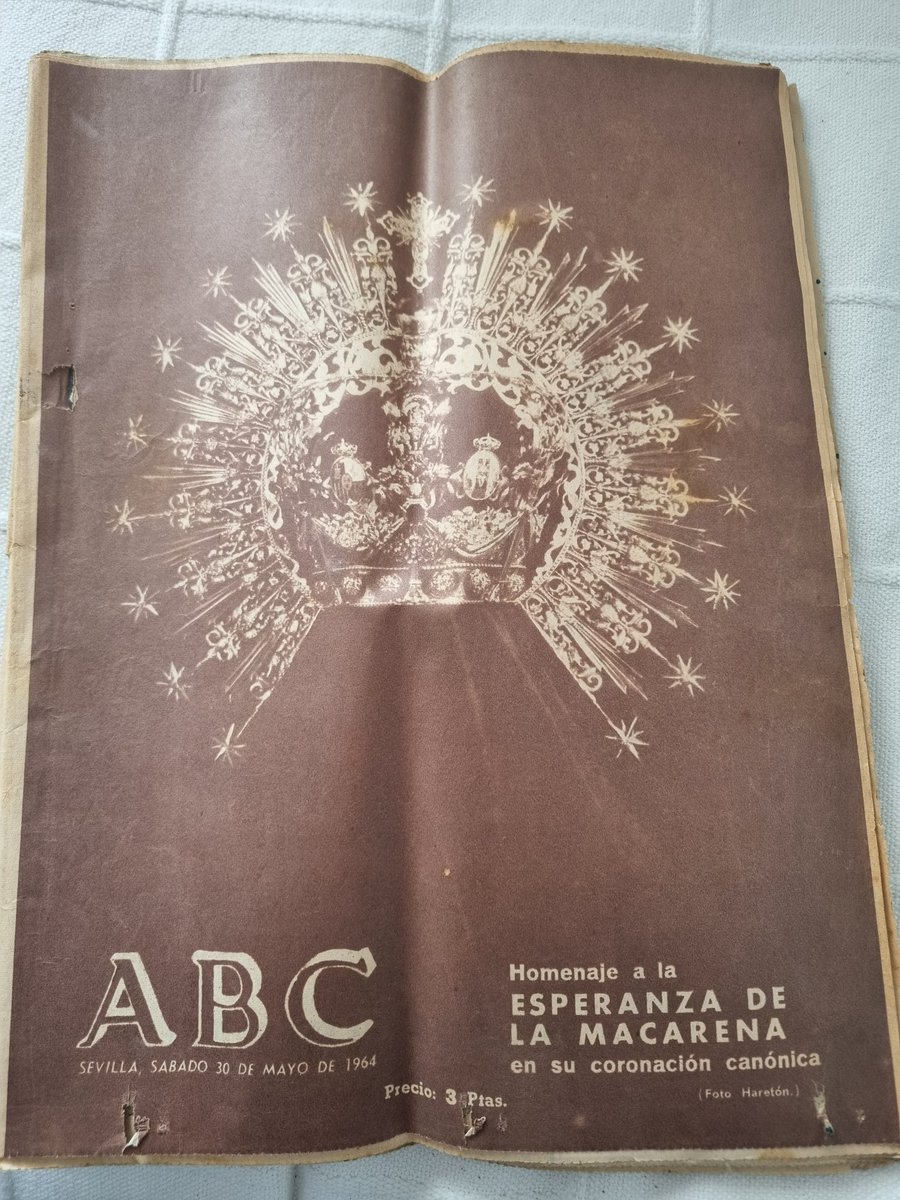 ABC
SEVILLA, SABADO 30 DE MAYO DE 1964
Precio: 3 Ptas.
Homenaje a la
ESPERANZA DE
LA MACARENA
en su coronación canónica
(Foto Haretón.)